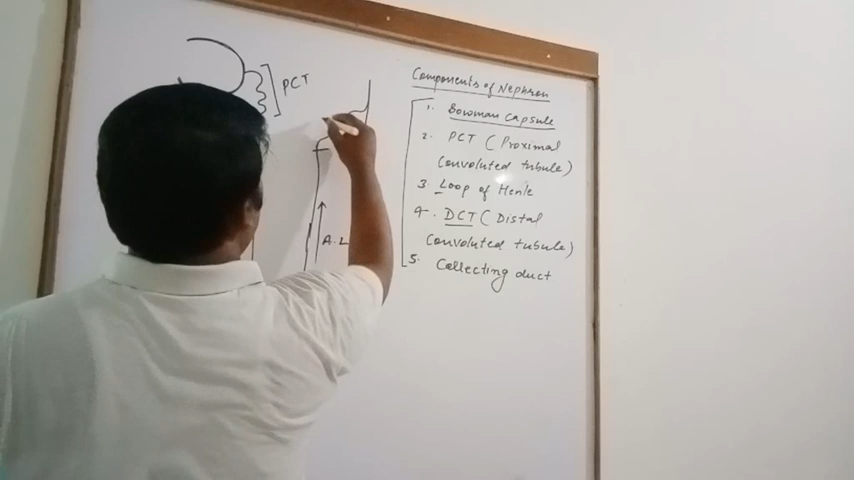 PCT
A.L
Components of Nephron
1. Bowman Capsule
2. PCT (Proximal
Convoluted tubule)
3. Loop of Henle
4. DCT (Distal
Convoluted tubule)
5. Collecting duct